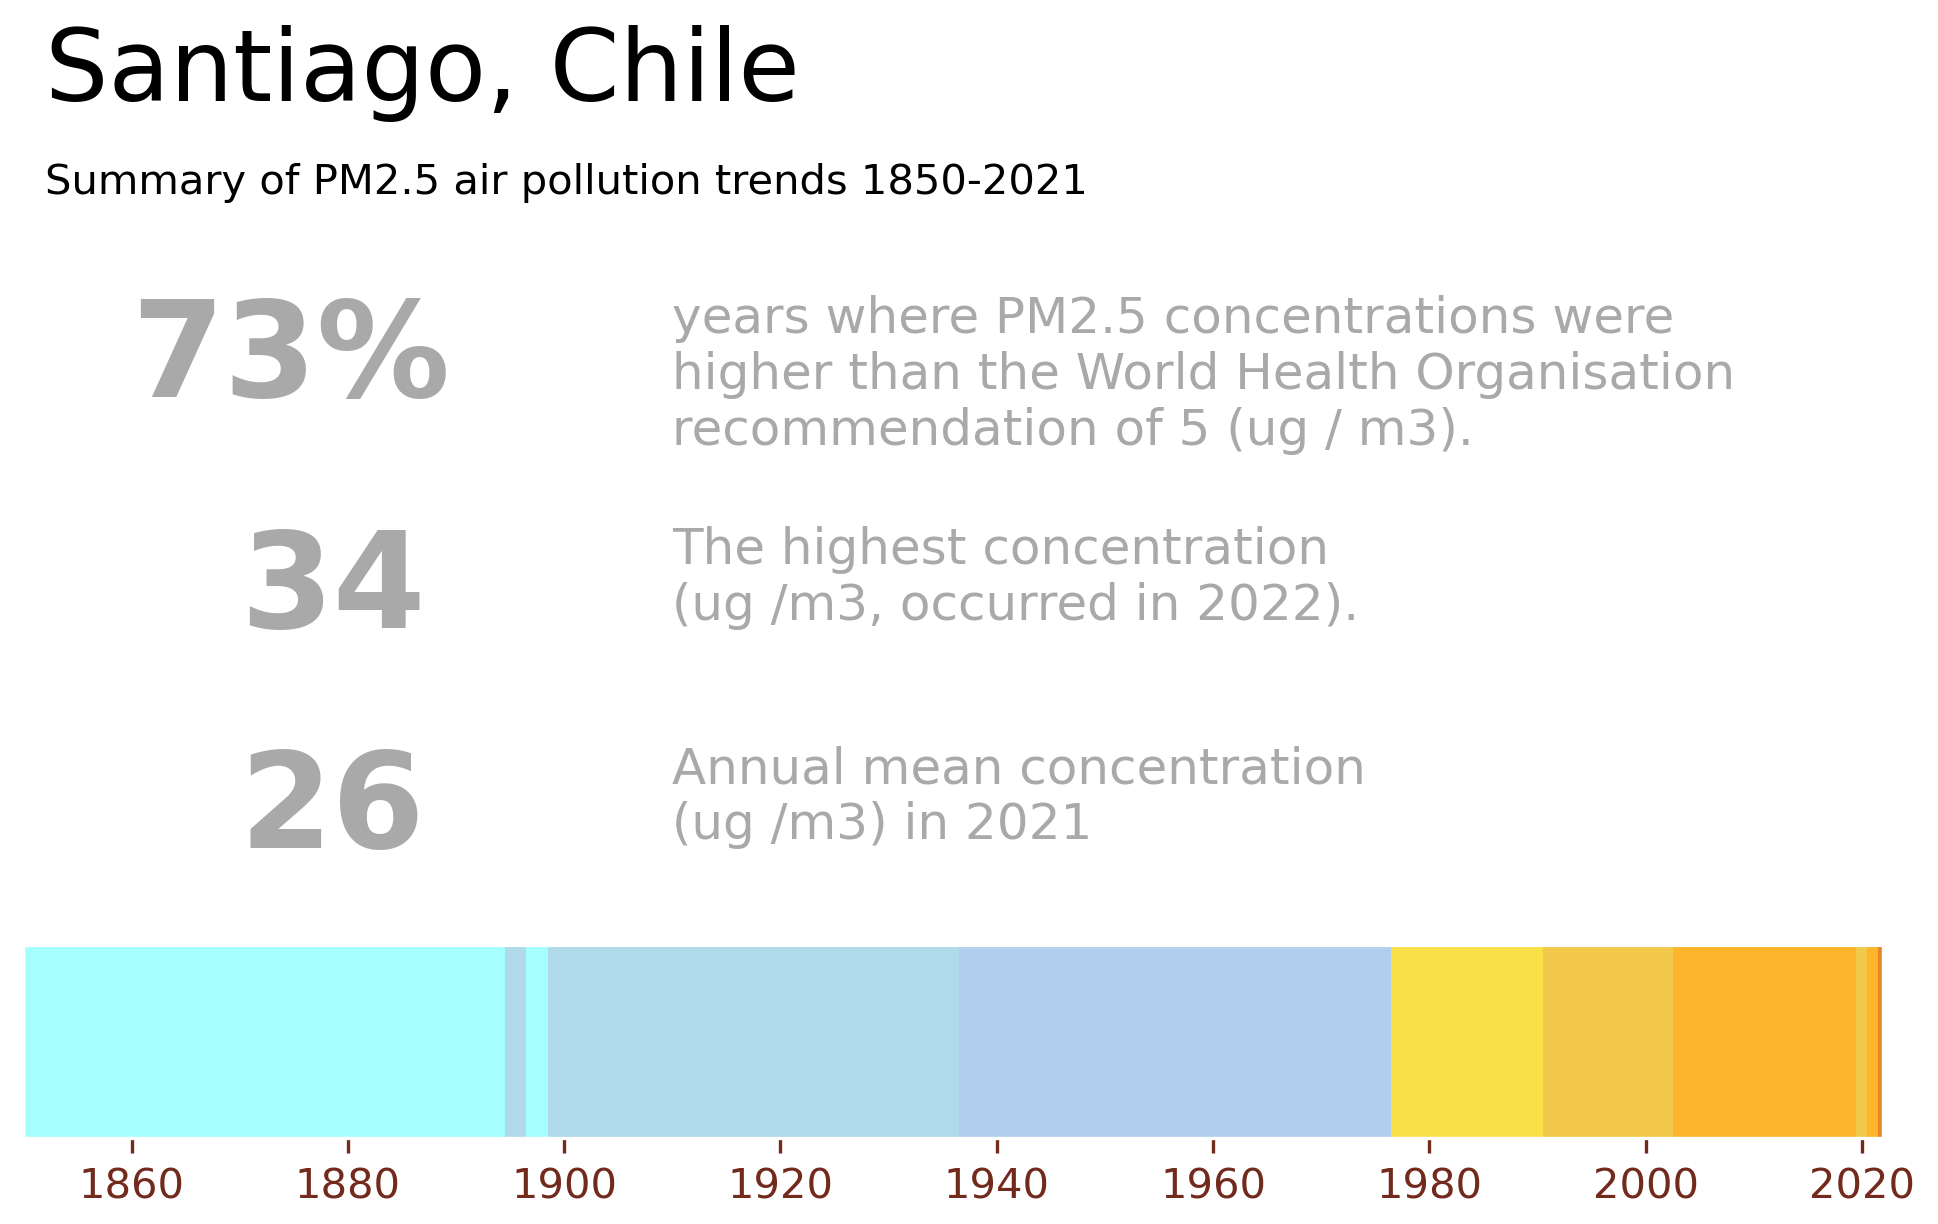 Santiago, Chile
Summary of PM2.5 air pollution trends 1850-2021
73%
years where PM2.5 concentrations were
higher than the World Health Organisation
recommendation of 5 (ug / m3).
34
The highest concentration
(ug /m3, occurred in 2022).
26
Annual mean concentration
(ug /m3) in 2021
1860 1880 1900 1920 1940 1960 1980 2000 2020